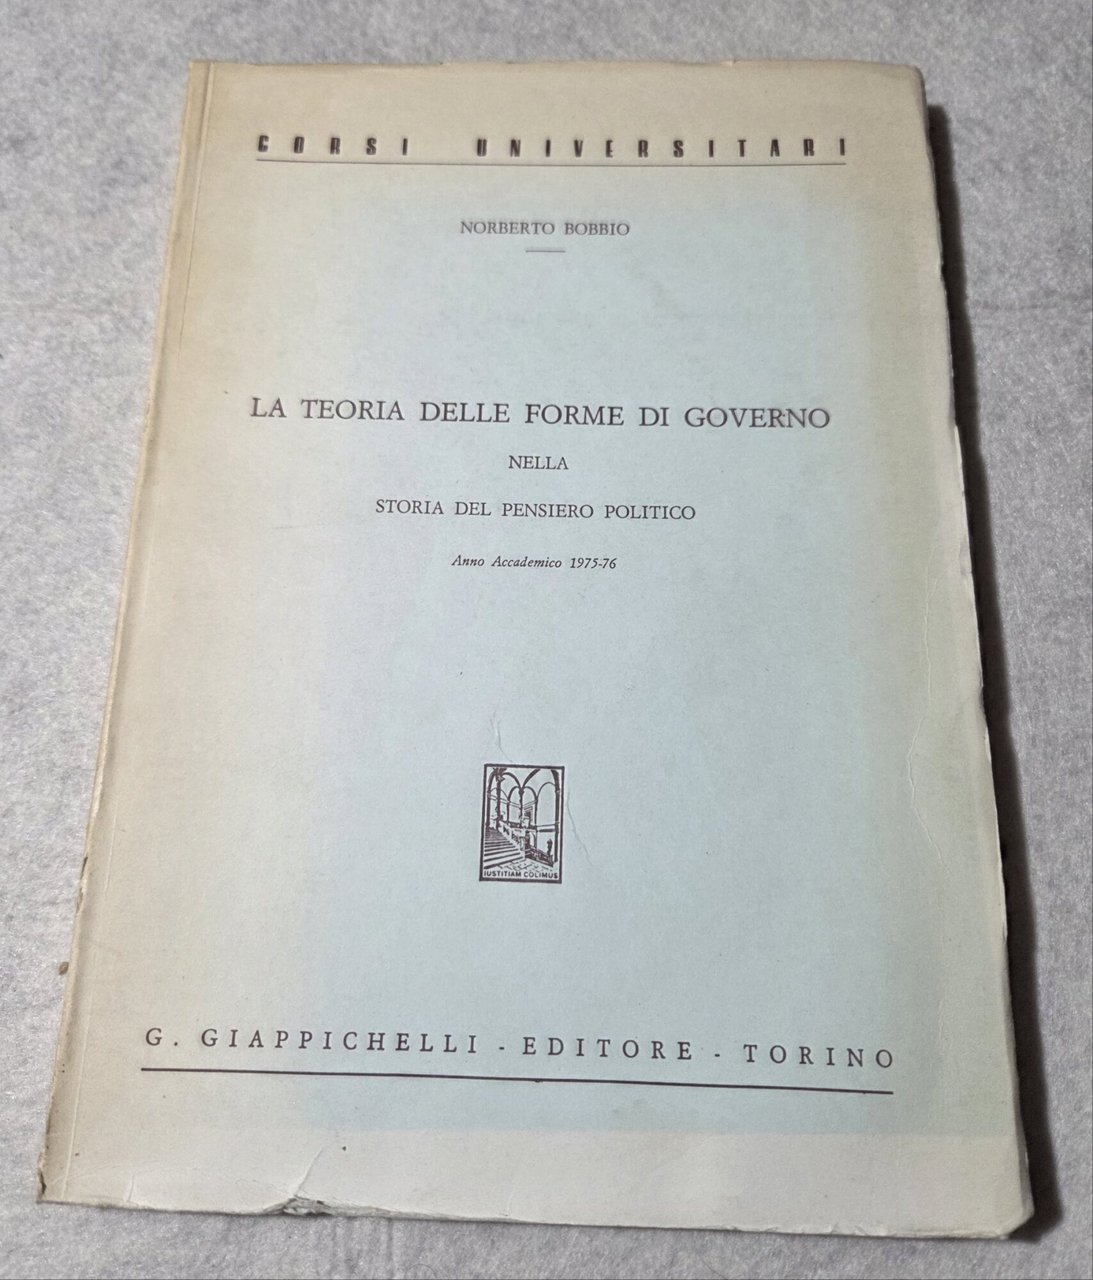 CORSI UNIVERSITARI
NORBERTO BOBBIO
LA TEORIA DELLE FORME DI GOVERNO
NELLA
STORIA DEL PENSIERO POLITICO
Anno Accademico 1975-76
IUSTITIAM COLIMUS
G. GIAPPICHELLI - EDITORE - TORINO